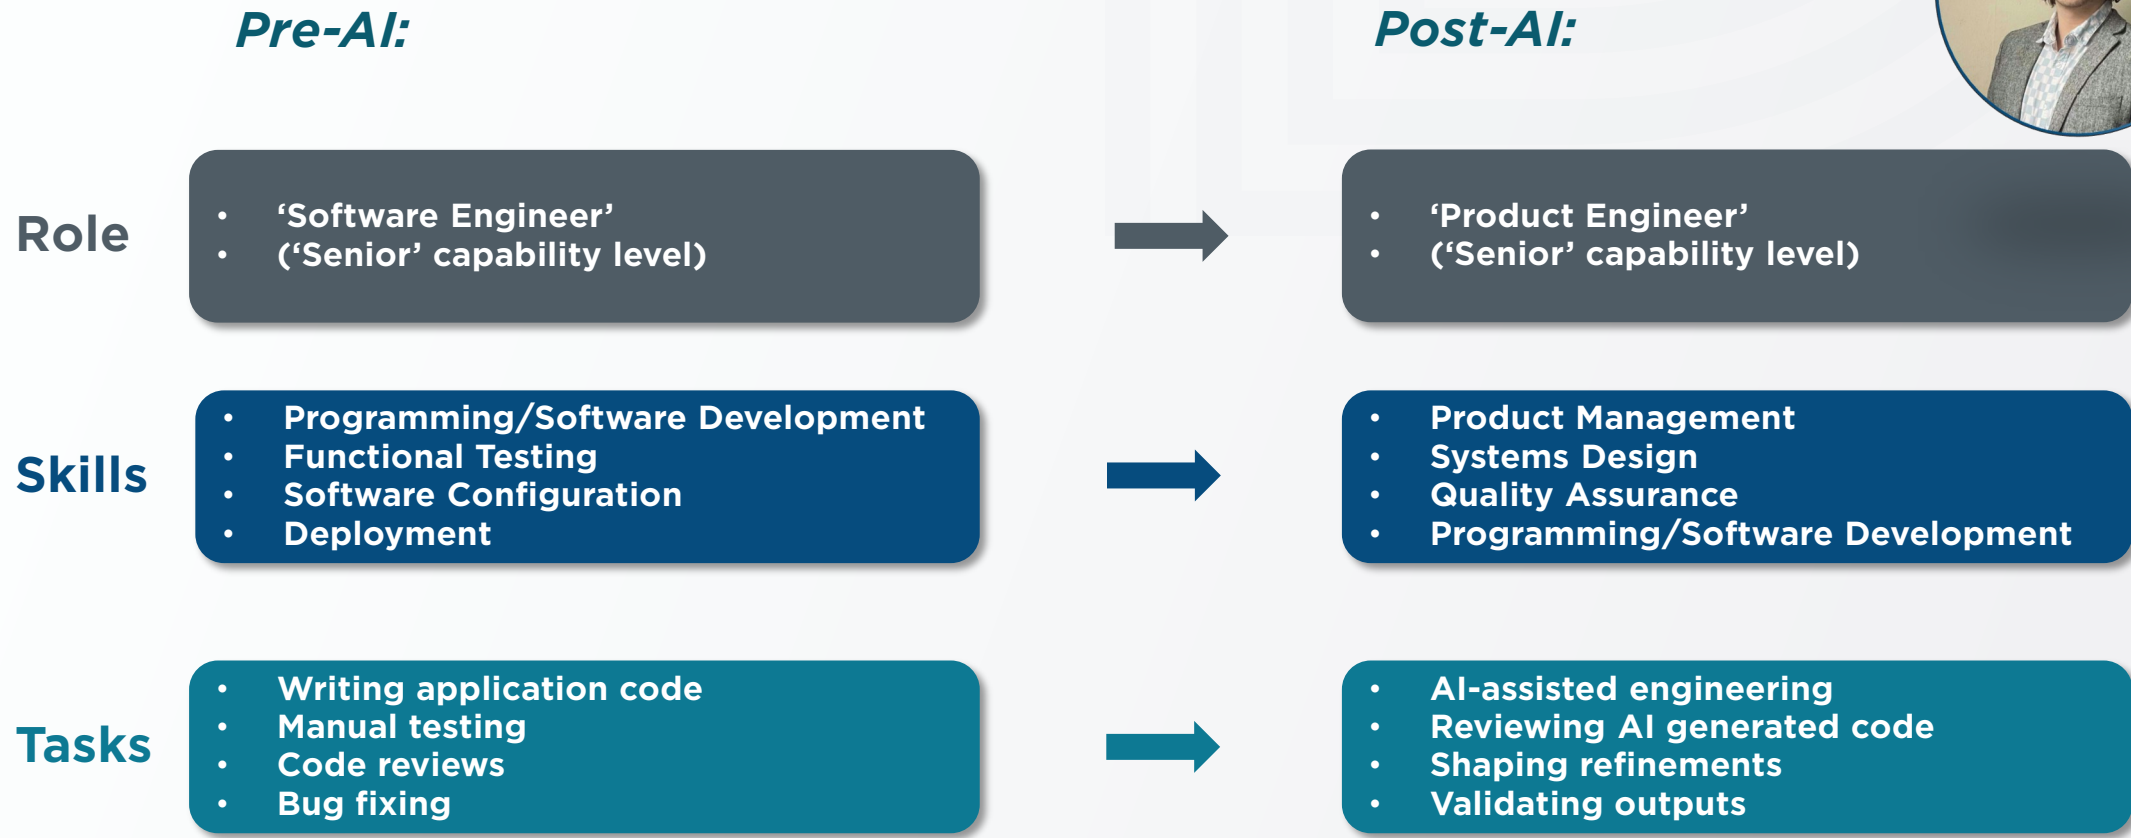 Pre-AI:
Post-AI:
Role
• ‘Software Engineer’
• (‘Senior’ capability level)
• ‘Product Engineer’
• (‘Senior’ capability level)
Skills
• Programming/Software Development
• Functional Testing
• Software Configuration
• Deployment
• Product Management
• Systems Design
• Quality Assurance
• Programming/Software Development
Tasks
• Writing application code
• Manual testing
• Code reviews
• Bug fixing
• AI-assisted engineering
• Reviewing AI generated code
• Shaping refinements
• Validating outputs